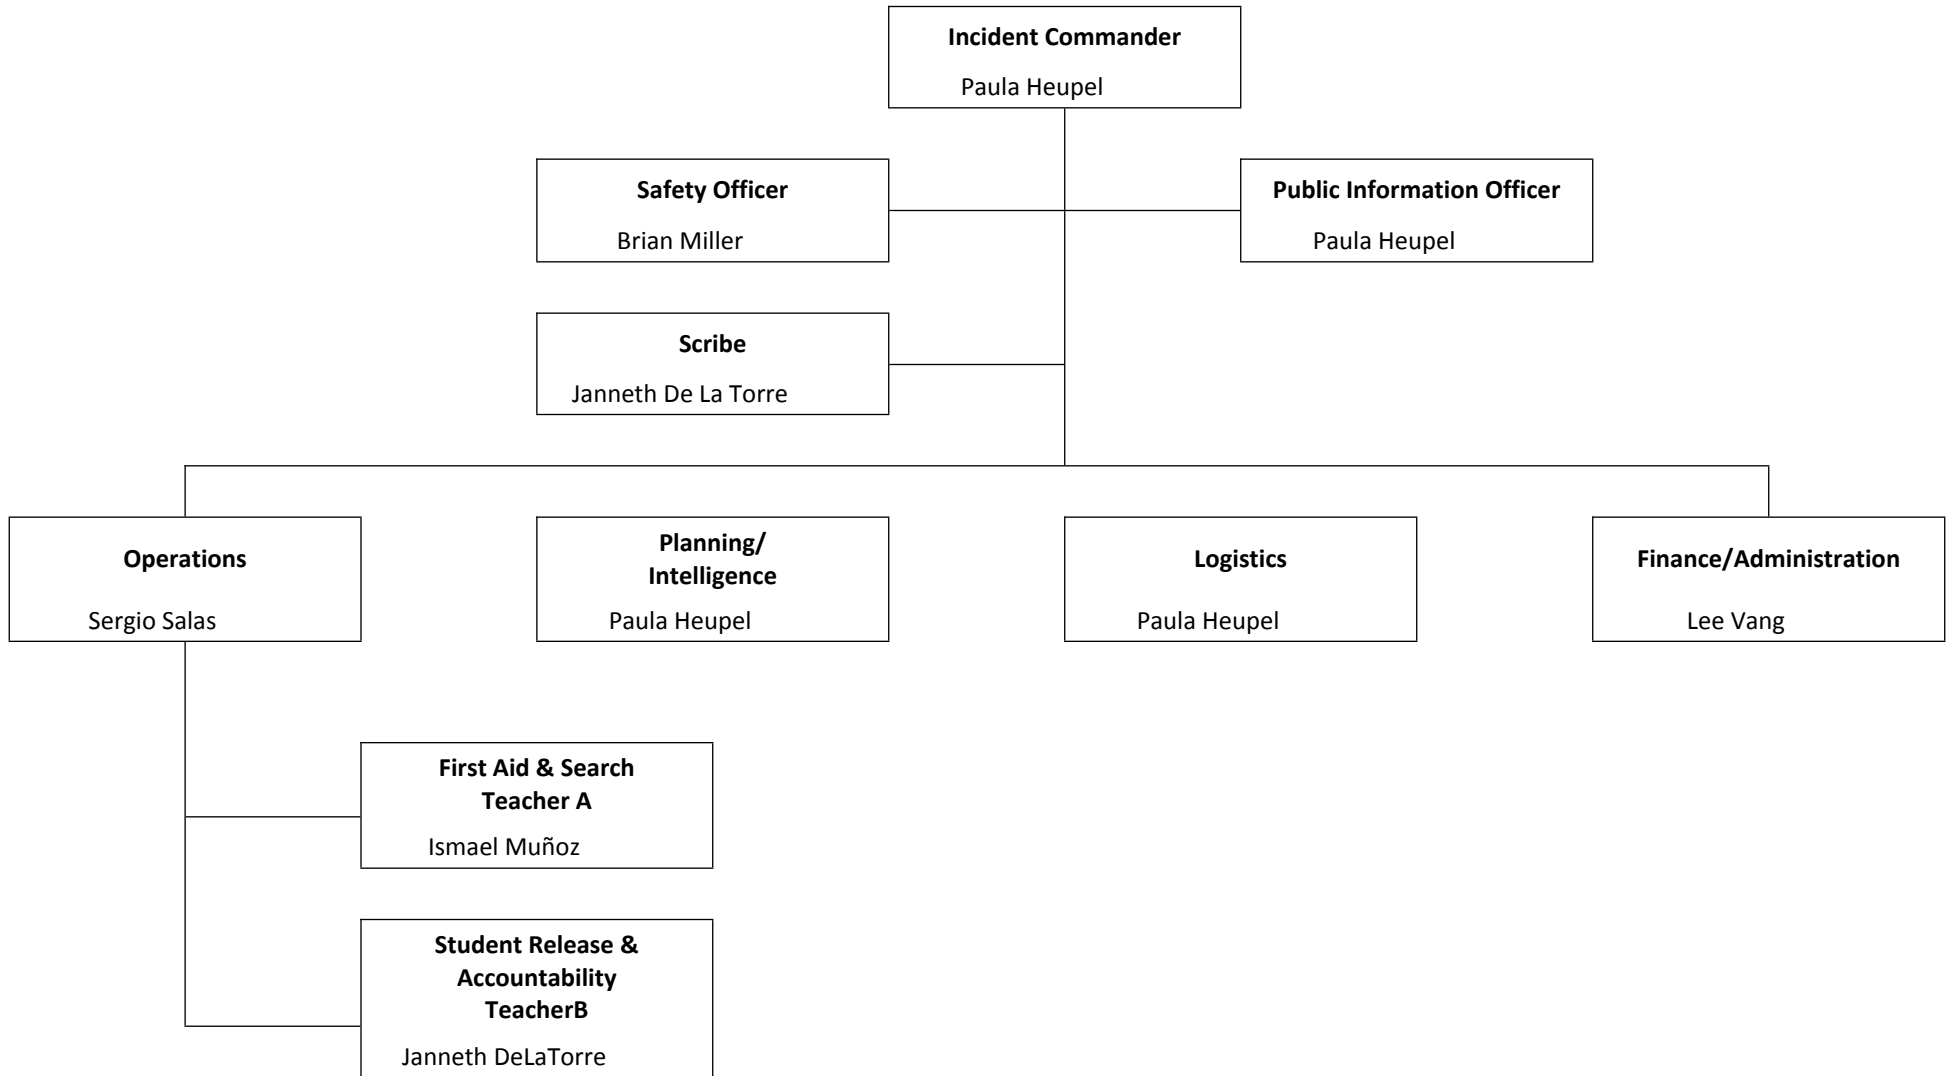 Incident Commander
Paula Heupel
Safety Officer
Brian Miller
Public Information Officer
Paula Heupel
Scribe
Janneth De La Torre
Operations
Sergio Salas
Planning/
Intelligence
Paula Heupel
Logistics
Paula Heupel
Finance/Administration
Lee Vang
First Aid & Search
Teacher A
Ismael Muñoz
Student Release &
Accountability
TeacherB
Janneth DeLaTorre